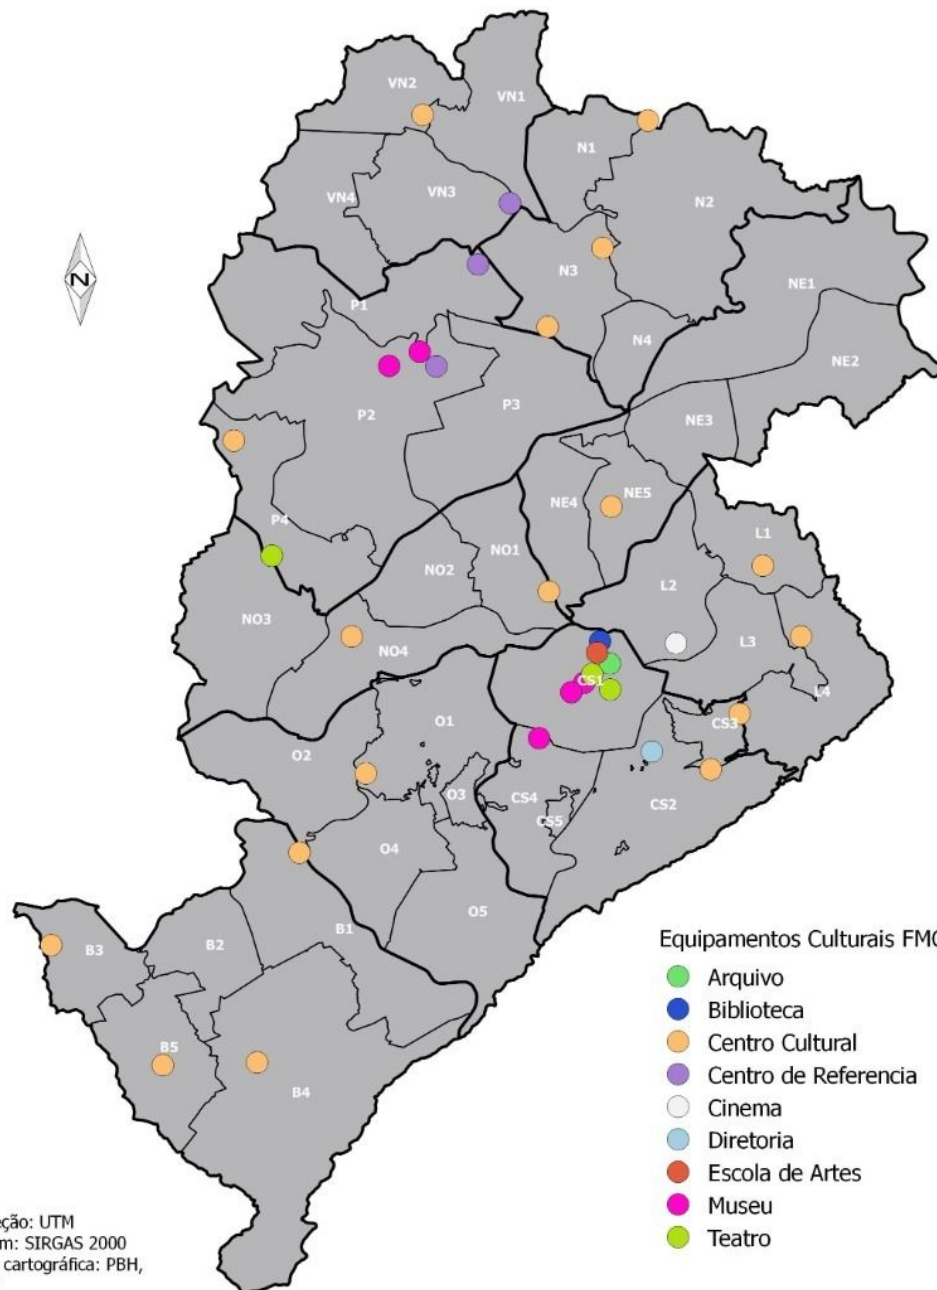 VN2
VN1
N1
VN3
VN4
N2
N3
NE1
P1
N4
NE2
P3
P2
NE3
NE4
NE5
P4
L1
NO1
NO2
L2
NO3
L3
NO4
CS1
L4
O1
CS3
O2
O3
CS4
CS2
CS5
O4
O5
B1
B2
B3
B5
B4
N
Equipamentos Culturais FMC
Arquivo
Biblioteca
Centro Cultural
Centro de Referencia
Cinema
Diretoria
Escola de Artes
Museu
Teatro
eção: UTM
m: SIRGAS 2000
cartográfica: PBH,